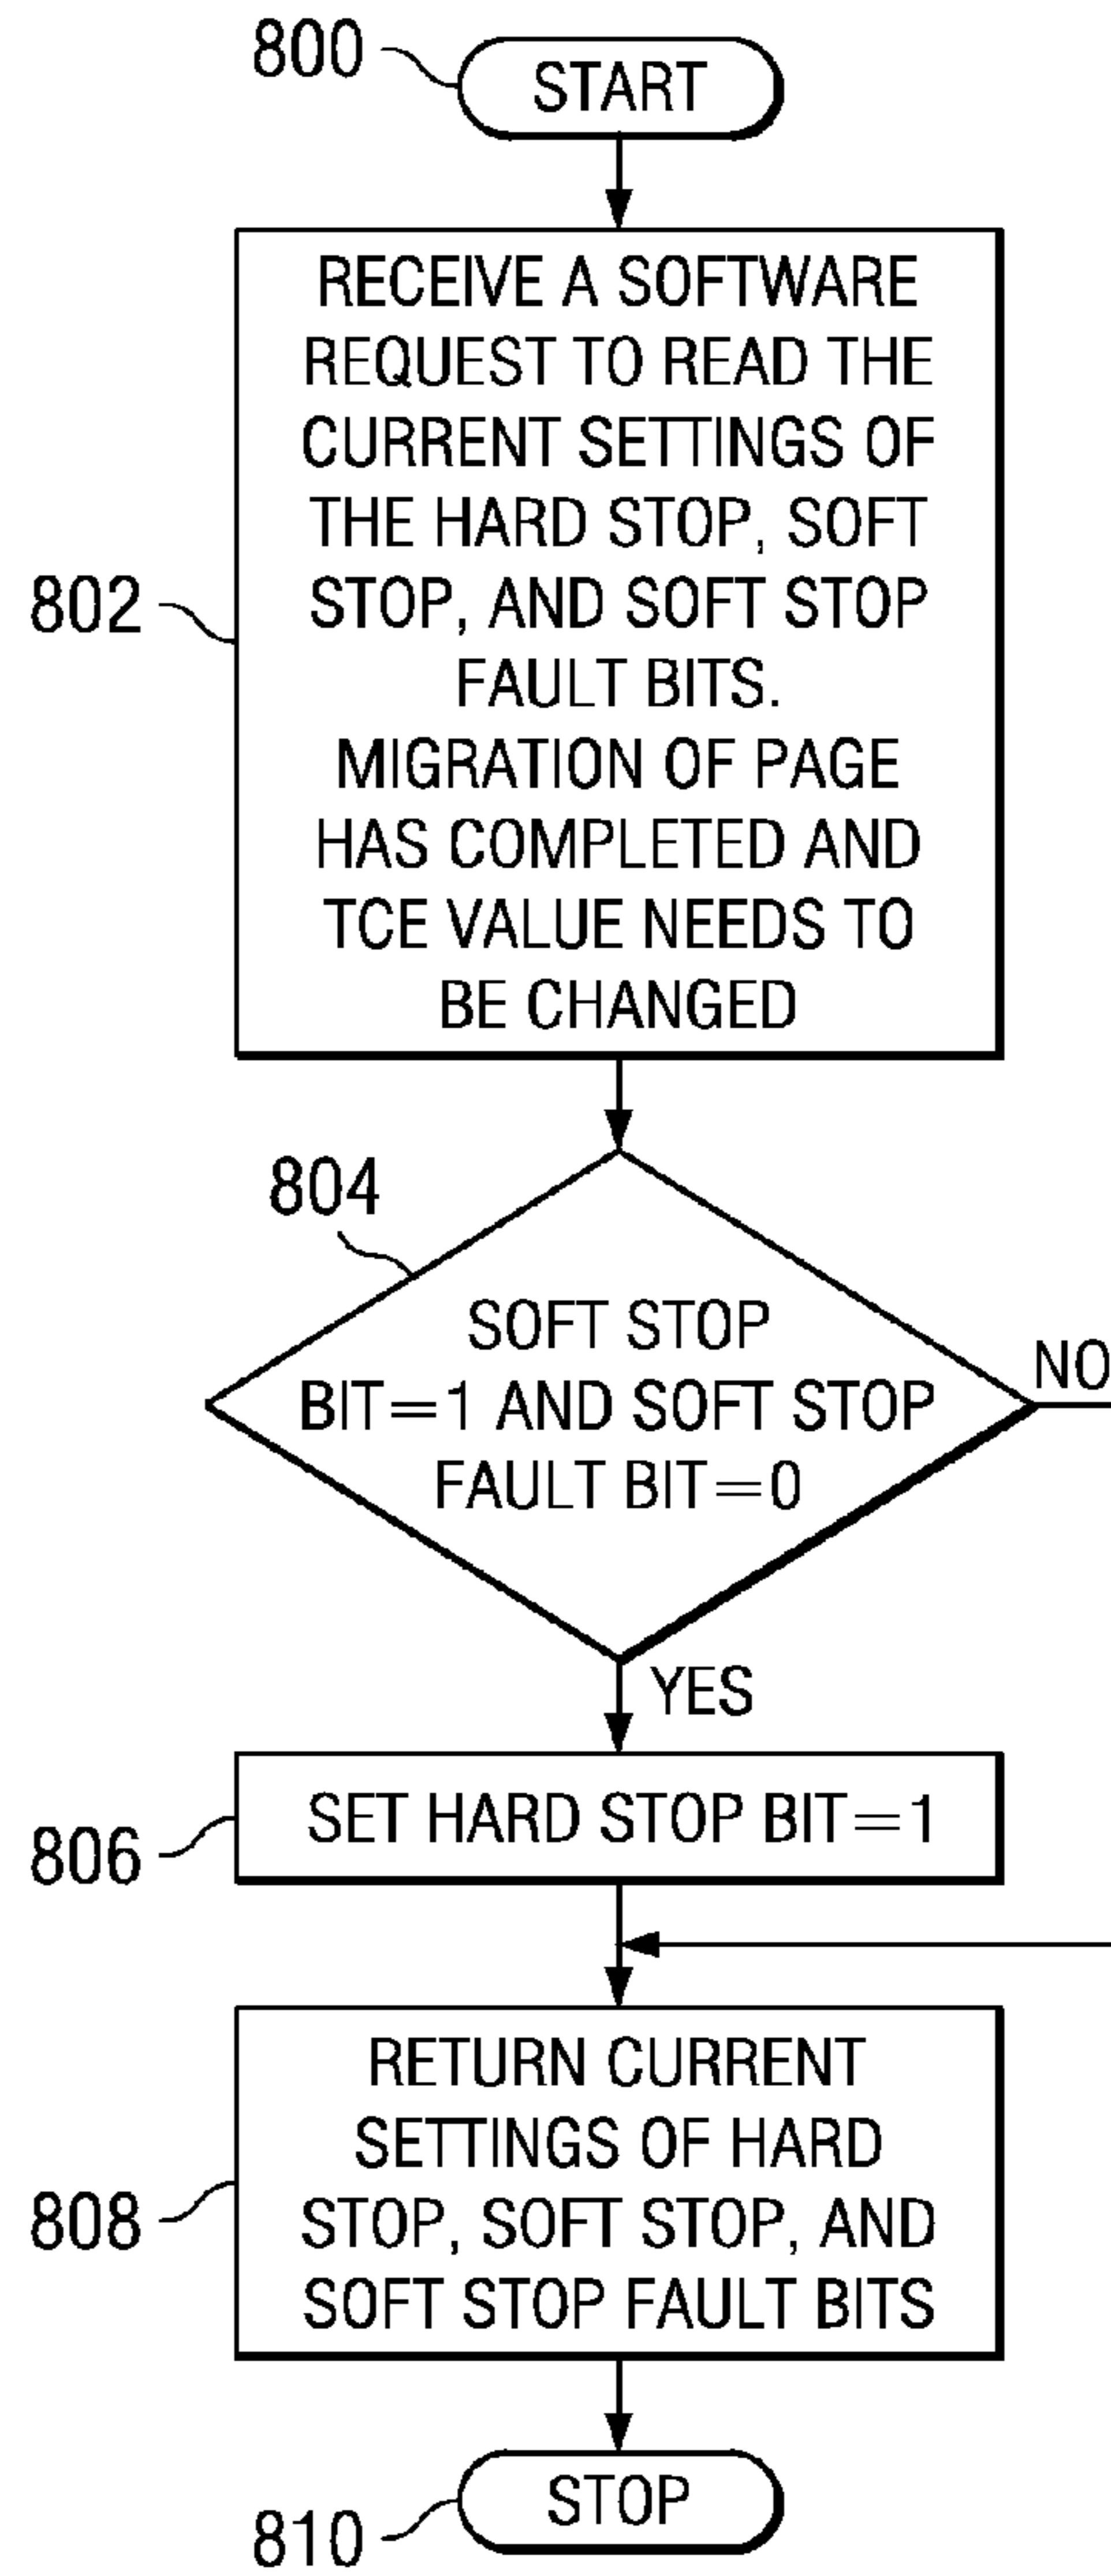 800
START
RECEIVE A SOFTWARE
REQUEST TO READ THE
CURRENT SETTINGS OF
THE HARD STOP, SOFT
STOP, AND SOFT STOP
FAULT BITS.
MIGRATION OF PAGE
HAS COMPLETED AND
TCE VALUE NEEDS TO
BE CHANGED
802
804
SOFT STOP
BIT=1 AND SOFT STOP
FAULT BIT=0
NO
YES
SET HARD STOP BIT=1
806
RETURN CURRENT
SETTINGS OF HARD
STOP, SOFT STOP, AND
SOFT STOP FAULT BITS
808
STOP
810